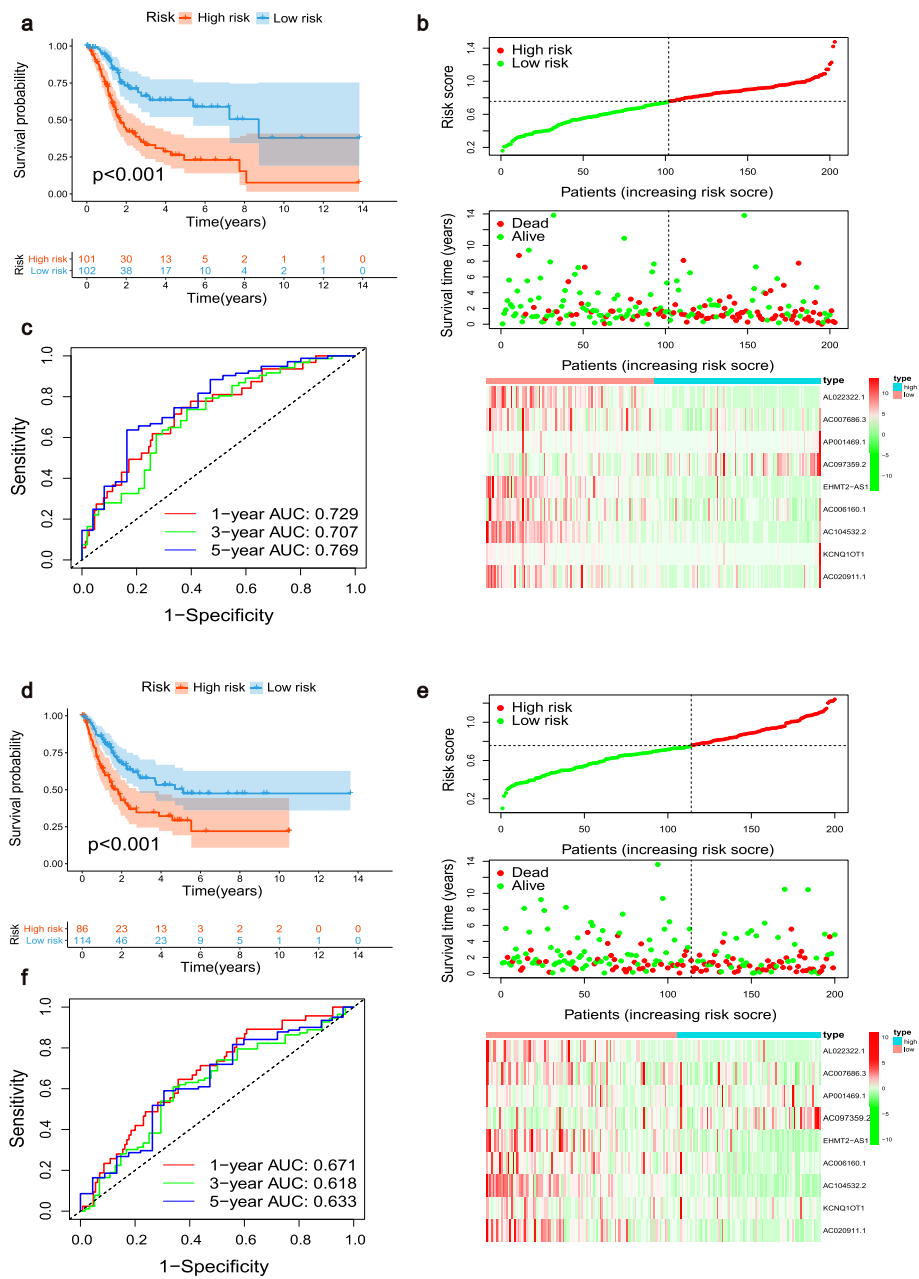 a
Risk High risk Low risk
1.00
0.75
0.50
0.25
0.00
Survival probability
p<0.001
0 2 4 6 8 10 12 14
Time(years)
Risk
High risk 101 30 13 5 2 1 1 0
Low risk 102 38 17 10 4 2 1 0
0 2 4 6 8 10 12 14
Time(years)
b
High risk
Low risk
Risk score
0.2 0.6 1.0 1.4
0 50 100 150 200
Patients (increasing risk socre)
Dead
Alive
Survival time (years)
0 2 4 6 8 10 14
0 50 100 150 200
Patients (increasing risk socre)
type
AL022322.1
AC007686.3
AP001469.1
AC097359.2
EHMT2−AS1
AC006160.1
AC104532.2
KCNQ1OT1
AC020911.1
10
5
0
−5
−10
type
high
low
c
Sensitivity
0.0 0.2 0.4 0.6 0.8 1.0
1−year AUC: 0.729
3−year AUC: 0.707
5−year AUC: 0.769
0.0 0.2 0.4 0.6 0.8 1.0
1−Specificity
d
Risk High risk Low risk
1.00
0.75
0.50
0.25
0.00
Survival probability
p<0.001
0 2 4 6 8 10 12 14
Time(years)
Risk
High risk 86 23 13 3 2 2 0 0
Low risk 114 46 23 9 5 1 1 0
0 2 4 6 8 10 12 14
Time(years)
e
High risk
Low risk
Risk score
0.2 0.6 1.0
0 50 100 150 200
Patients (increasing risk socre)
Dead
Alive
Survival time (years)
0 2 4 6 8 10 14
0 50 100 150 200
Patients (increasing risk socre)
type
AL022322.1
AC007686.3
AP001469.1
AC097359.2
EHMT2−AS1
AC006160.1
AC104532.2
KCNQ1OT1
AC020911.1
10
5
0
−5
−10
type
high
low
f
Sensitivity
0.0 0.2 0.4 0.6 0.8 1.0
1−year AUC: 0.671
3−year AUC: 0.618
5−year AUC: 0.633
0.0 0.2 0.4 0.6 0.8 1.0
1−Specificity